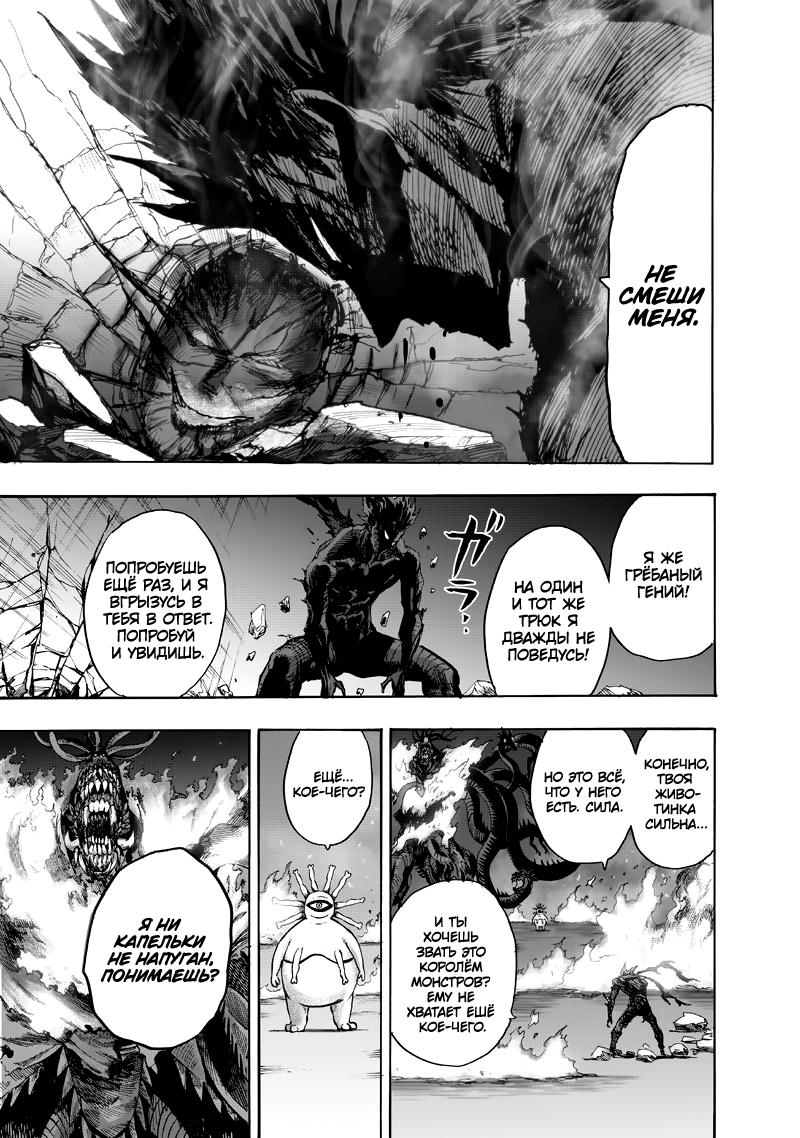 НЕ
СМЕШИ
МЕНЯ.
Я ЖЕ
ГРЁБАНЫЙ
ГЕНИЙ!
НА ОДИН
И ТОТ ЖЕ
ТРЮК Я
ДВАЖДЫ НЕ
ПОВЕДУСЬ!
ガッ
ПОПРОБУЕШЬ
ЕЩЁ РАЗ, И Я
ВГРЫЗУСЬ В
ТЕБЯ В ОТВЕТ.
ПОПРОБУЙ
И УВИДИШЬ.
КОНЕЧНО,
ТВОЯ
ЖИВО-
ТИНКА
СИЛЬНА...
НО ЭТО ВСЁ,
ЧТО У НЕГО
ЕСТЬ. СИЛА.
И ТЫ
ХОЧЕШЬ
ЗВАТЬ ЭТО
КОРОЛЁМ
МОНСТРОВ?
ЕМУ НЕ
ХВАТАЕТ ЕЩЁ
КОЕ-ЧЕГО.
ЕЩЁ...
КОЕ-ЧЕГО?
Я НИ
КАПЕЛЬКИ
НЕ НАПУГАН,
ПОНИМАЕШЬ?